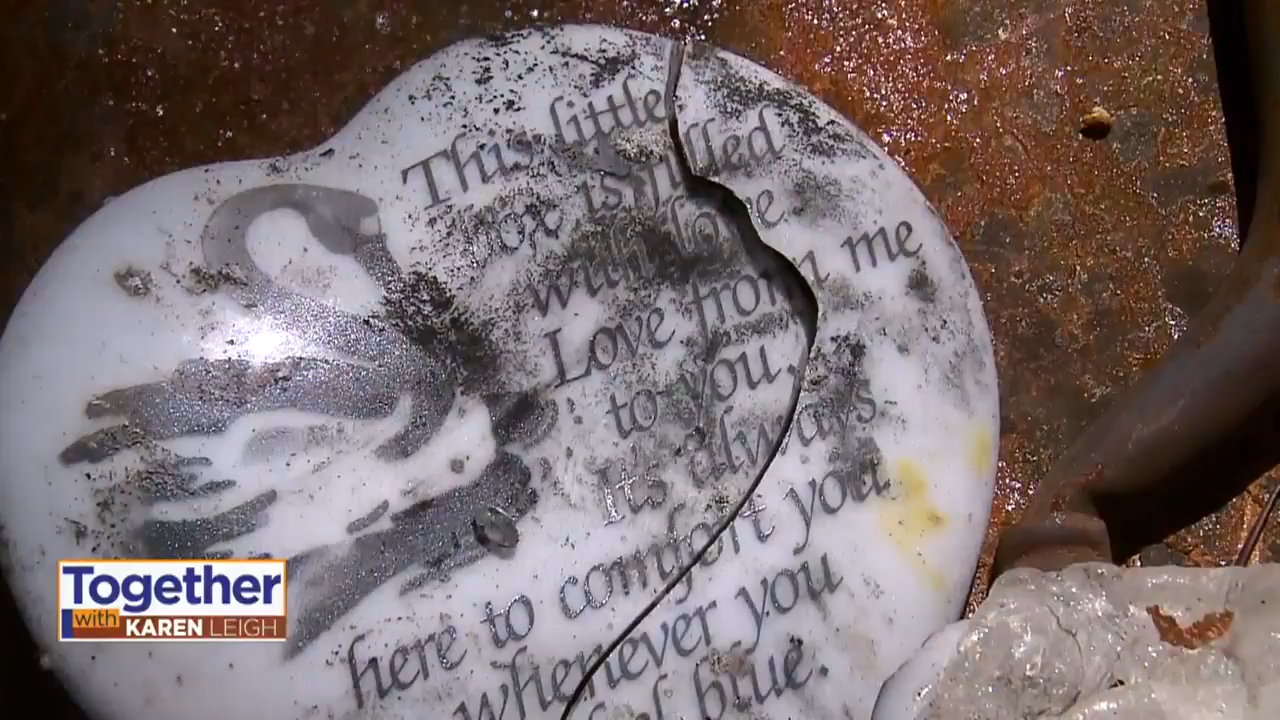 This little
box is filled
with love
Love from me
to you,
It's always
here to comfort you
whenever you
feel blue.
Together
with KAREN LEIGH